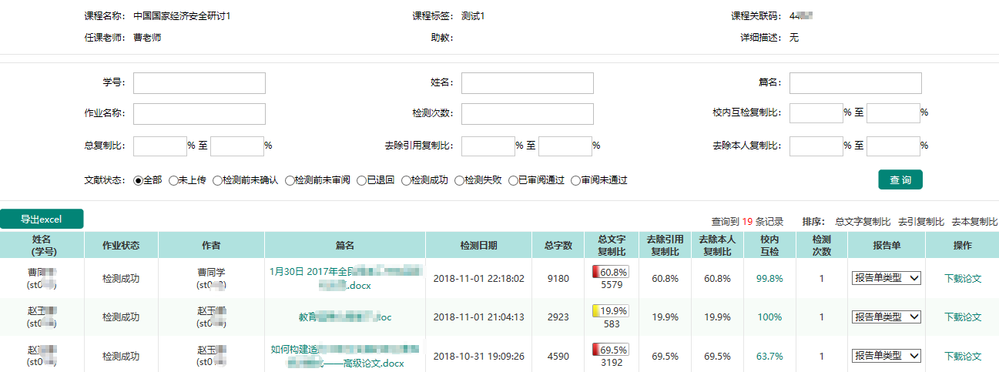 课程名称： 中国国家经济安全研讨1 课程标签： 测试1 课程关联码： 44
任课老师： 曹老师 助教： 详细描述： 无
学号： 姓名： 篇名：
作业名称： 检测次数： 校内互检复制比： % 至 %
总复制比： % 至 % 去除引用复制比： % 至 % 去除本人复制比： % 至 %
文献状态： 全部 未上传 检测前未确认 检测前未审阅 已退回 检测成功 检测失败 已审阅通过 审阅未通过 查 询
导出excel 查询到 19 条记录 排序： 总文字复制比 去引复制比 去本复制比
姓名 总文字 去除引用 去除本人 校内 检测
(学号) 作业状态 作者 篇名 检测日期 总字数 复制比 复制比 复制比 互检 次数 报告单 操作
曹同 曹同学 1月30日 2017年全民 60.8%
(st0 检测成功 (st0 .docx 2018-11-01 22:18:02 9180 5579 60.8% 60.8% 99.8% 1 报告单类型 下载论文
赵玉 赵玉 19.9%
(st0 检测成功 (st0 教育 .doc 2018-11-01 21:04:13 2923 583 19.9% 19.9% 100% 1 报告单类型 下载论文
赵 赵玉 如何构建适 69.5%
(st0 检测成功 (st0 ——高级论文.docx 2018-10-31 19:09:26 4590 3192 69.5% 69.5% 63.7% 1 报告单类型 下载论文